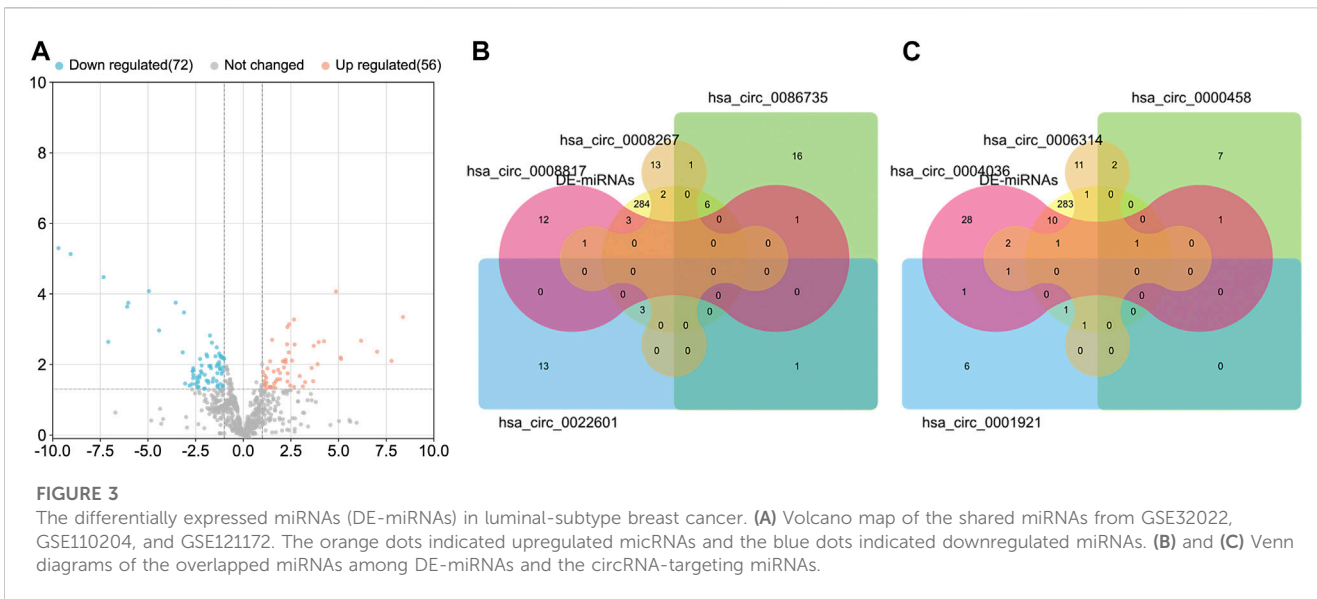 A
Down regulated(72) Not changed Up regulated(56)
10
8
6
4
2
0
-10.0 -7.5 -5.0 -2.5 0.0 2.5 5.0 7.5 10.0
B
hsa_circ_0086735
hsa_circ_0008267
hsa_circ_0008817
DE-miRNAs
13 1 16
2 0
284 6
12 3 0 1
1 0 0 0
0 0 0 0
0 0 0 0
3 0
0 0
13 0 0 1
hsa_circ_0022601
C
hsa_circ_0000458
hsa_circ_0006314
hsa_circ_0004036
DE-miRNAs
11 2 7
1 0
283 0
28 10 0 1
2 1 1 0
1 0 0 0
1 0 0 0
1 0
1 0
6 0 0 0
hsa_circ_0001921
FIGURE 3
The differentially expressed miRNAs (DE-miRNAs) in luminal-subtype breast cancer. (A) Volcano map of the shared miRNAs from GSE32022,
GSE110204, and GSE121172. The orange dots indicated upregulated micRNAs and the blue dots indicated downregulated miRNAs. (B) and (C) Venn
diagrams of the overlapped miRNAs among DE-miRNAs and the circRNA-targeting miRNAs.